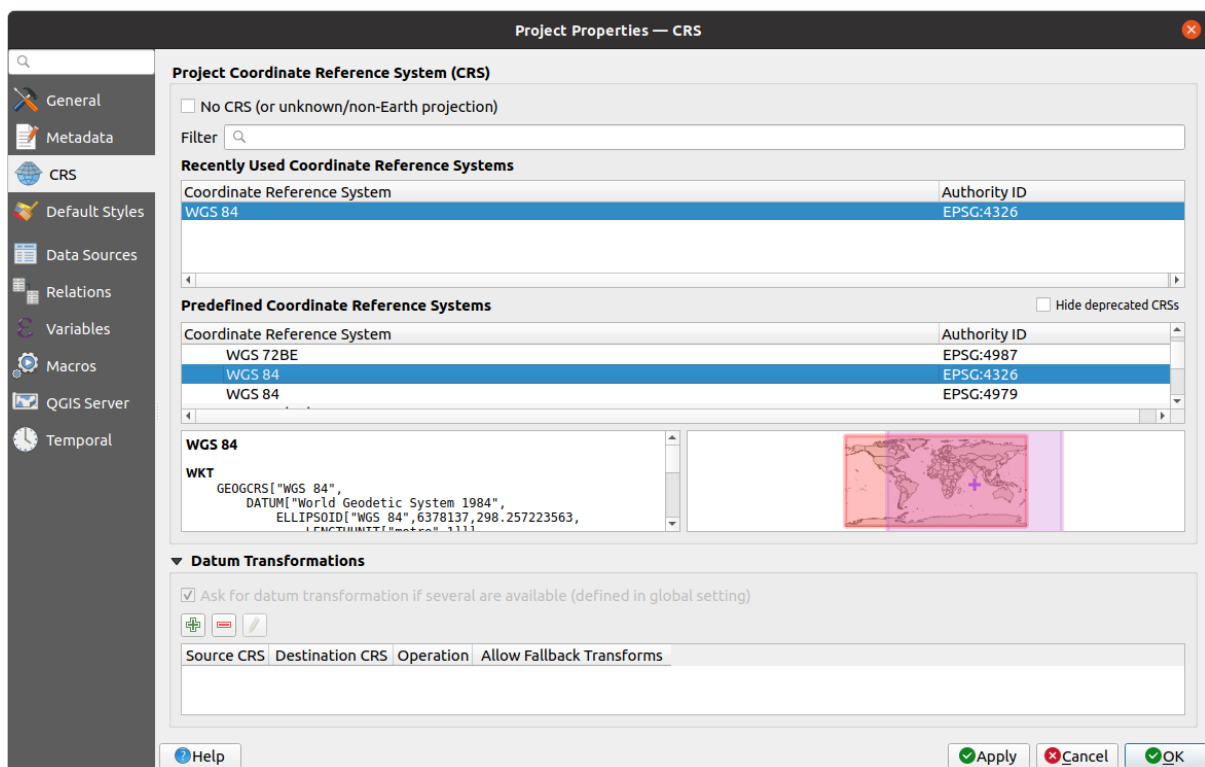 Project Properties — CRS
General
Metadata
CRS
Default Styles
Data Sources
Relations
Variables
Macros
QGIS Server
Temporal
Project Coordinate Reference System (CRS)
No CRS (or unknown/non-Earth projection)
Filter
Recently Used Coordinate Reference Systems
Coordinate Reference System Authority ID
WGS 84 EPSG:4326
Predefined Coordinate Reference Systems Hide deprecated CRSs
Coordinate Reference System Authority ID
WGS 72BE EPSG:4987
WGS 84 EPSG:4326
WGS 84 EPSG:4979
WGS 84
WKT
GEOGCRS["WGS 84",
DATUM["World Geodetic System 1984",
ELLIPSOID["WGS 84",6378137,298.257223563,
LENGTHUNIT["metre",1]]]
Datum Transformations
Ask for datum transformation if several are available (defined in global setting)
Source CRS Destination CRS Operation Allow Fallback Transforms
Help Apply Cancel OK